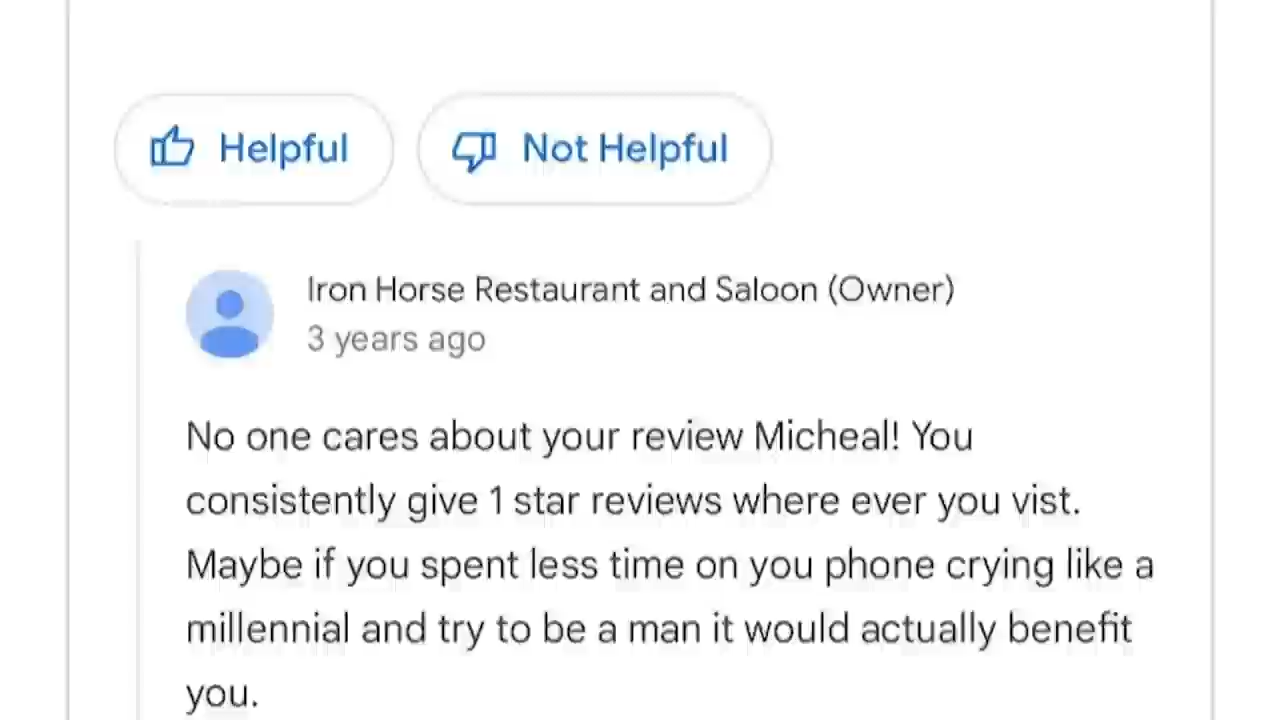 Helpful
Not Helpful
Iron Horse Restaurant and Saloon (Owner)
3 years ago
No one cares about your review Micheal! You
consistently give 1 star reviews where ever you vist.
Maybe if you spent less time on you phone crying like a
millennial and try to be a man it would actually benefit
you.